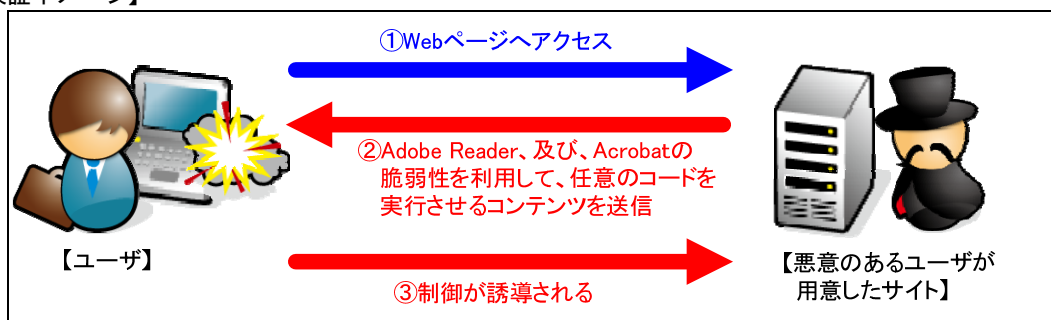 ①Webページへアクセス
②Adobe Reader、及び、Acrobatの
脆弱性を利用して、任意のコードを
実行させるコンテンツを送信
【ユーザ】
③制御が誘導される
【悪意のあるユーザが
用意したサイト】